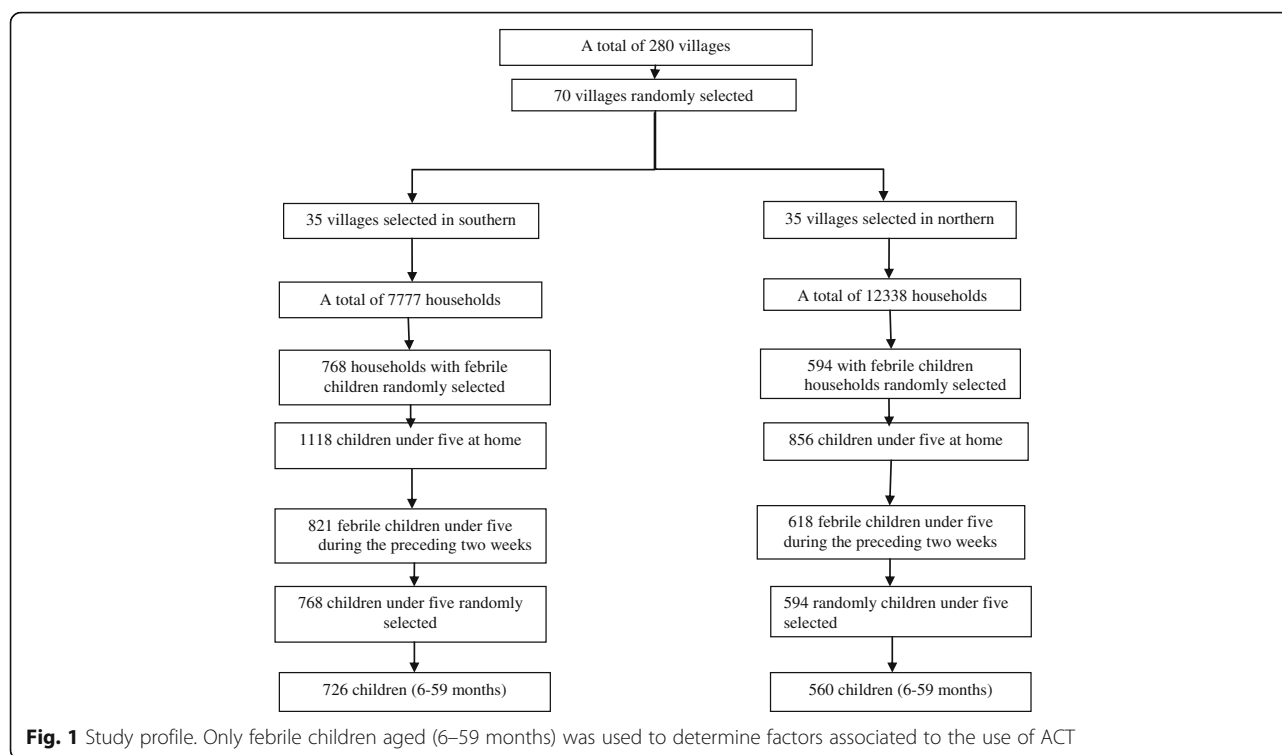 A total of 280 villages
70 villages randomly selected
35 villages selected in southern
35 villages selected in northern
A total of 7777 households
A total of 12338 households
768 households with febrile
children randomly selected
594 with febrile children
households randomly selected
1118 children under five at home
856 children under five at home
821 febrile children under five
during the preceding two weeks
618 febrile children under five
during the preceding two weeks
768 children under five randomly
selected
594 randomly children under five
selected
726 children (6-59 months)
560 children (6-59 months)
Fig. 1 Study profile. Only febrile children aged (6–59 months) was used to determine factors associated to the use of ACT